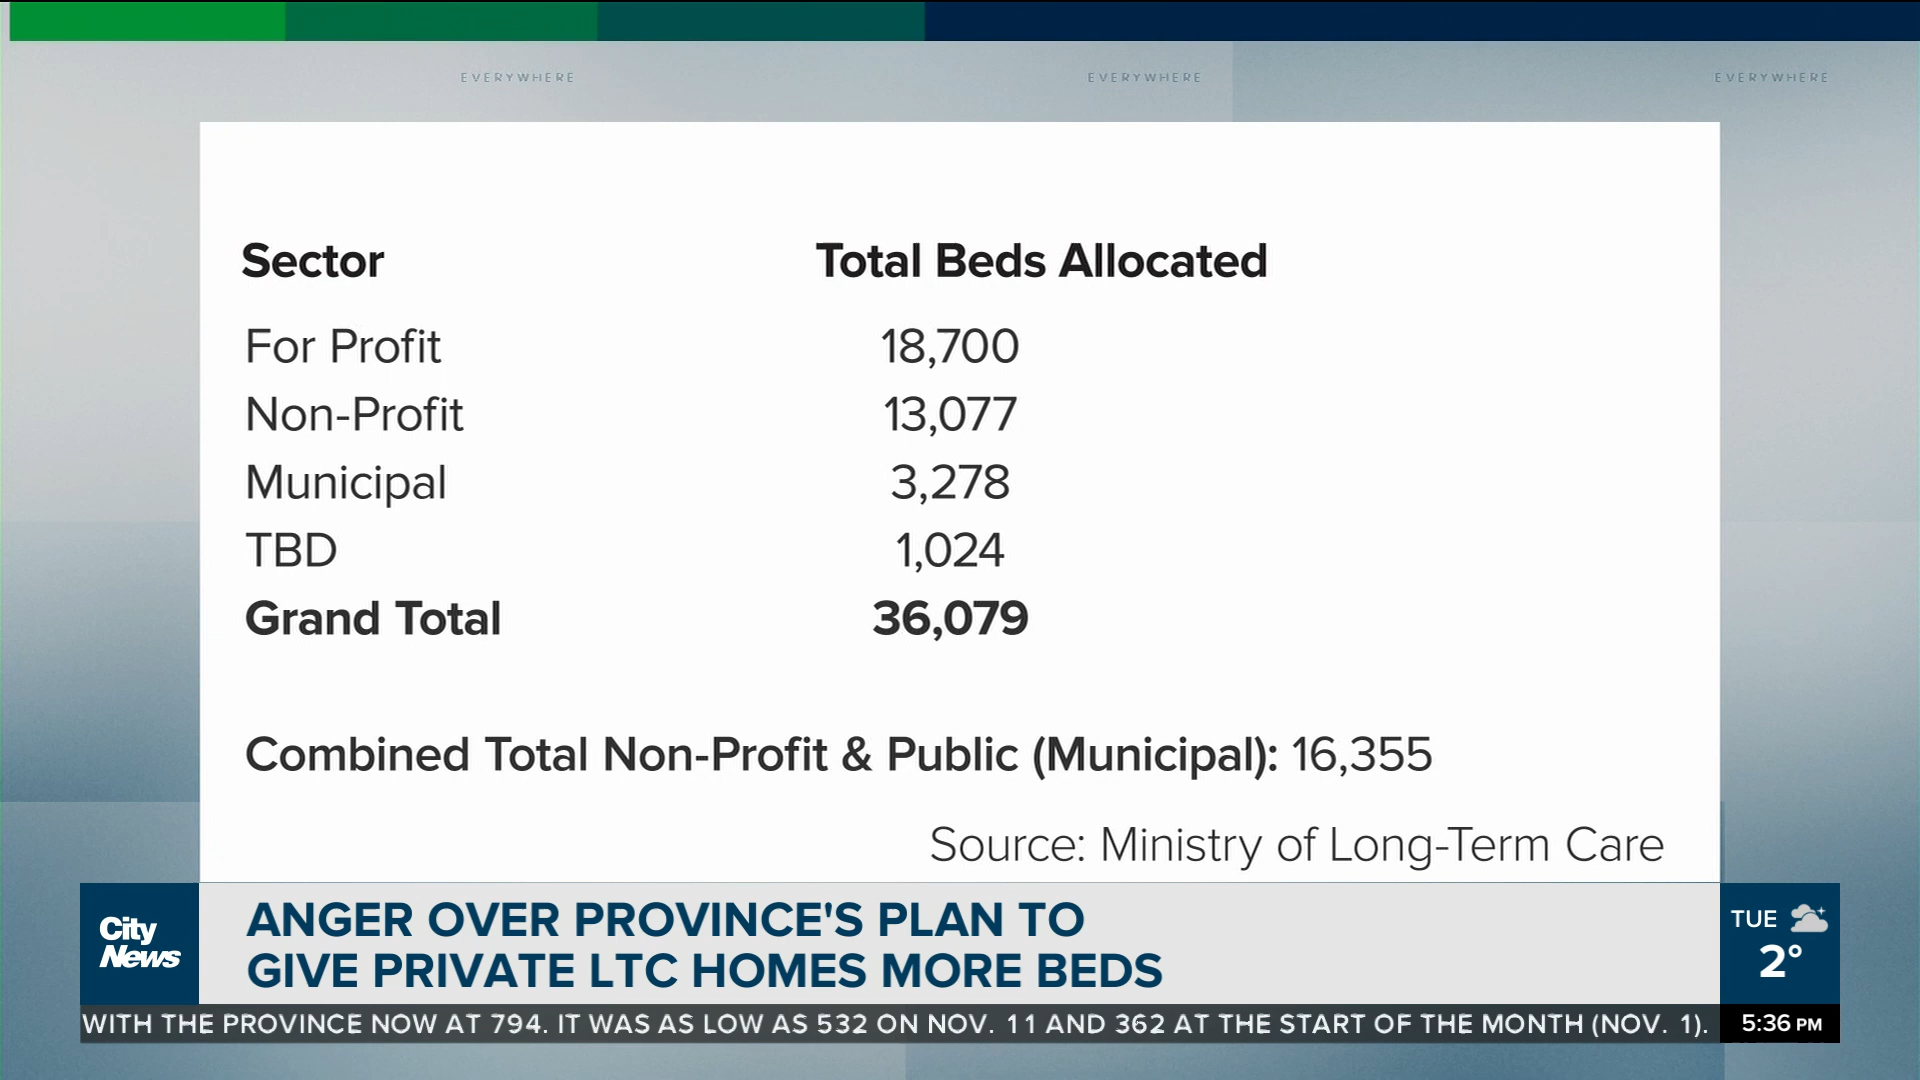 EVERYWHERE EVERYWHERE EVERYWHERE
Sector Total Beds Allocated
For Profit 18,700
Non-Profit 13,077
Municipal 3,278
TBD 1,024
Grand Total 36,079
Combined Total Non-Profit & Public (Municipal): 16,355
Source: Ministry of Long-Term Care
City
News
ANGER OVER PROVINCE'S PLAN TO
GIVE PRIVATE LTC HOMES MORE BEDS
TUE
2°
WITH THE PROVINCE NOW AT 794. IT WAS AS LOW AS 532 ON NOV. 11 AND 362 AT THE START OF THE MONTH (NOV. 1).
5:36 PM